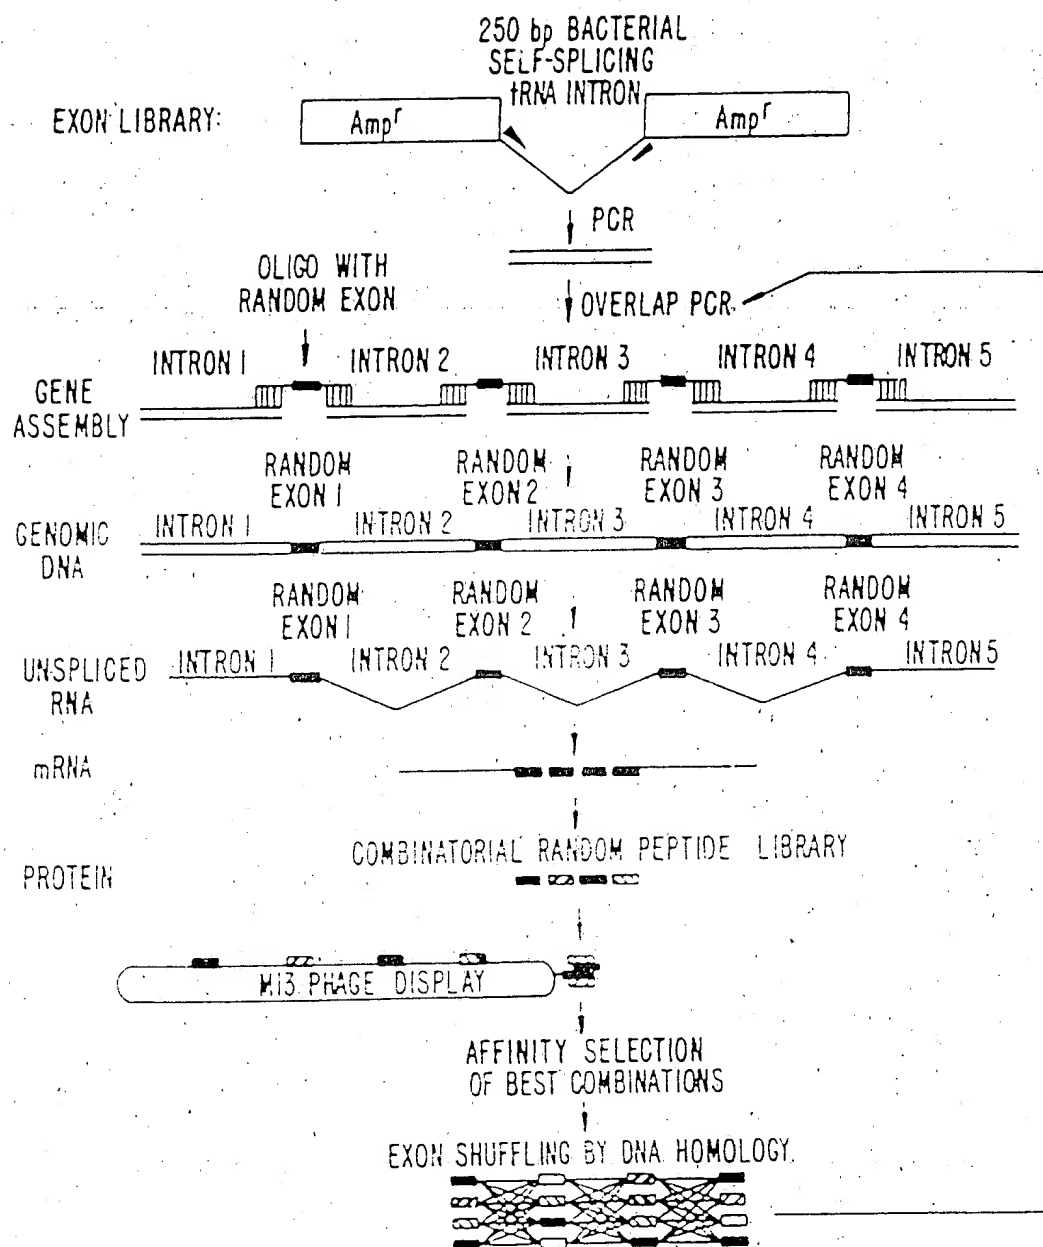 250 bp BACTERIAL
SELF-SPLICING
tRNA INTRON
EXON LIBRARY:
Ampʳ
Ampʳ
PCR
OLIGO WITH
RANDOM EXON
OVERLAP PCR
INTRON 1 INTRON 2 INTRON 3 INTRON 4 INTRON 5
GENE
ASSEMBLY
RANDOM
EXON 1
RANDOM
EXON 2
RANDOM
EXON 3
RANDOM
EXON 4
INTRON 1 INTRON 2 INTRON 3 INTRON 4 INTRON 5
GENOMIC
DNA
RANDOM
EXON 1
RANDOM
EXON 2
RANDOM
EXON 3
RANDOM
EXON 4
INTRON 1 INTRON 2 INTRON 3 INTRON 4 INTRON 5
UNSPLICED
RNA
mRNA
COMBINATORIAL RANDOM PEPTIDE LIBRARY
PROTEIN
M13 PHAGE DISPLAY
AFFINITY SELECTION
OF BEST COMBINATIONS
EXON SHUFFLING BY DNA HOMOLOGY